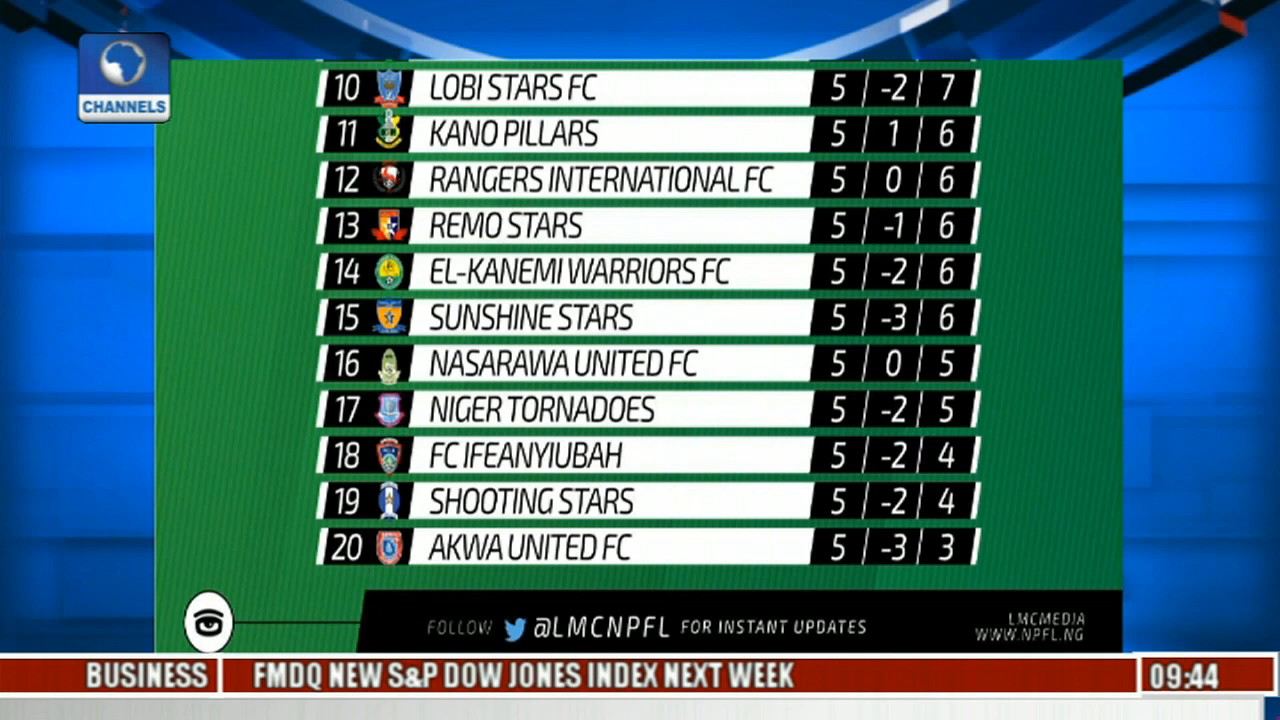 CHANNELS
10 LOBI STARS FC 5 -2 7
11 KANO PILLARS 5 1 6
12 RANGERS INTERNATIONAL FC 5 0 6
13 REMO STARS 5 -1 6
14 EL-KANEMI WARRIORS FC 5 -2 6
15 SUNSHINE STARS 5 -3 6
16 NASARAWA UNITED FC 5 0 5
17 NIGER TORNADOES 5 -2 5
18 FC IFEANYIUBAH 5 -2 4
19 SHOOTING STARS 5 -2 4
20 AKWA UNITED FC 5 -3 3
FOLLOW @LMCNPFL FOR INSTANT UPDATES
LMCMEDIA
WWW.NPFL.NG
BUSINESS FMDQ NEW S&P DOW JONES INDEX NEXT WEEK 09:44